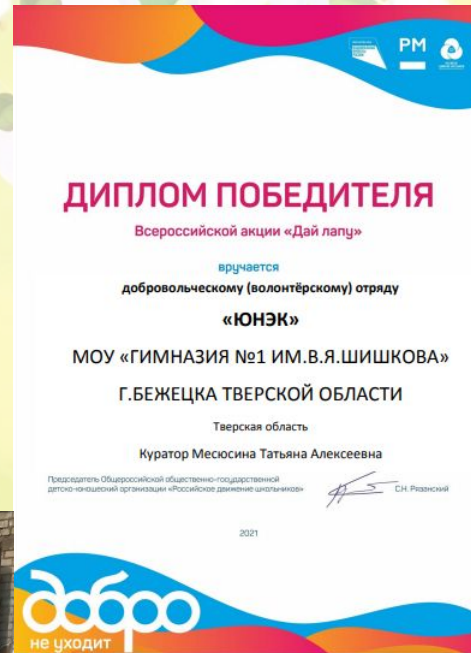 РМ
ДИПЛОМ ПОБЕДИТЕЛЯ
Всероссийской акции «Дай лапу»
вручается
добровольческому (волонтёрскому) отряду
«ЮНЭК»
МОУ «ГИМНАЗИЯ №1 ИМ.В.Я.ШИШКОВА»
Г.БЕЖЕЦКА ТВЕРСКОЙ ОБЛАСТИ
Тверская область
Куратор Месюсина Татьяна Алексеевна
Председатель Общероссийской общественно-государственной
детско-юношеской организации «Российское движение школьников»
С.Н. Рязанский
2021
добро
не уходит